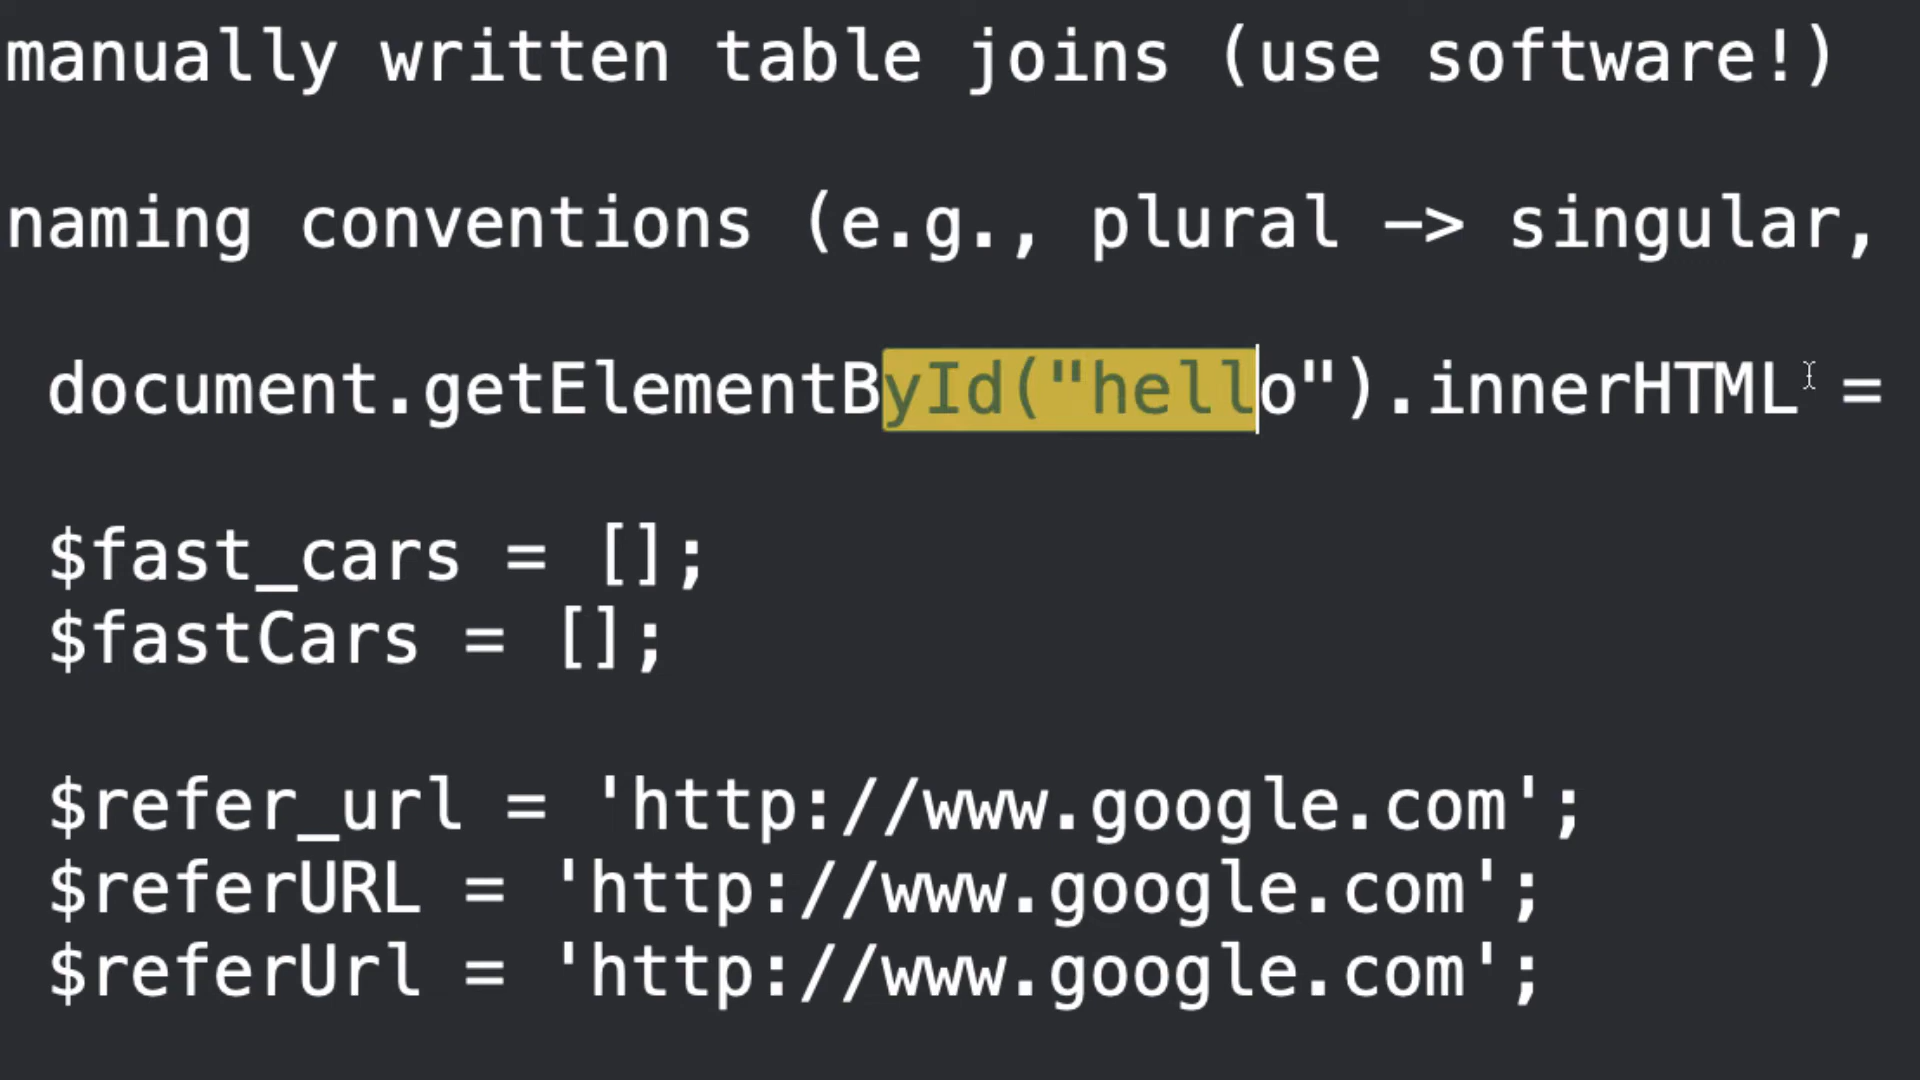 manually written table joins (use software!)
naming conventions (e.g., plural –> singular,
document.getElementById("hello").innerHTML =
$fast_cars = [];
$fastCars = [];
$refer_url = 'http://www.google.com';
$referURL = 'http://www.google.com';
$referUrl = 'http://www.google.com';